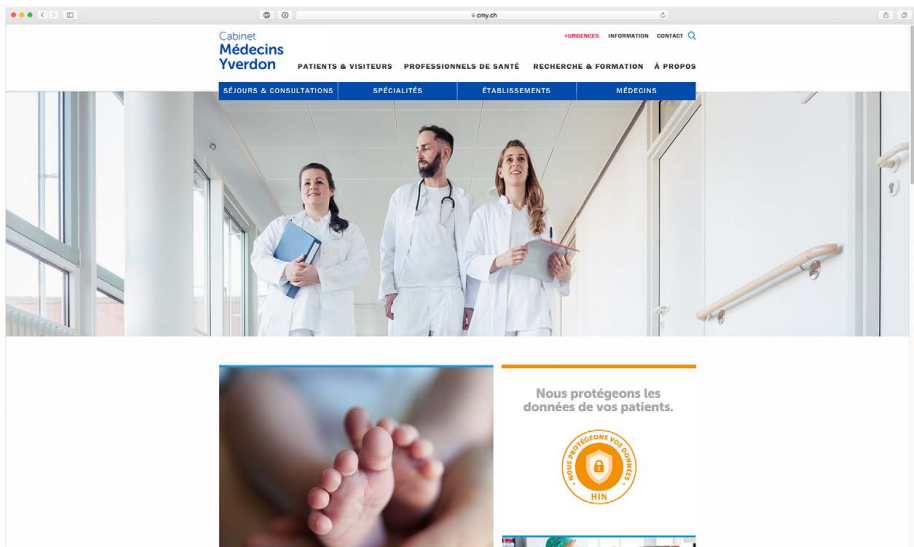 cmy.ch
Cabinet
Médecins
Yverdon
+URGENCES INFORMATION CONTACT
PATIENTS & VISITEURS PROFESSIONNELS DE SANTÉ RECHERCHE & FORMATION À PROPOS
SÉJOURS & CONSULTATIONS SPÉCIALITÉS ÉTABLISSEMENTS MÉDECINS
Nous protégeons les
données de vos patients.
NOUS PROTÉGEONS VOS DONNÉES
HIN